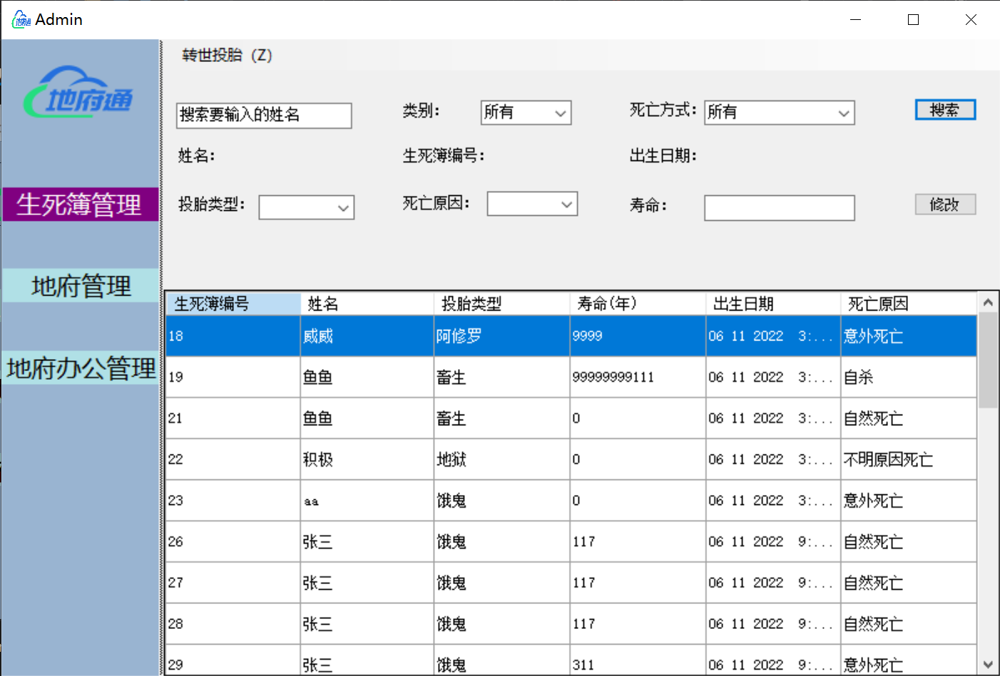 Admin
地府通
转世投胎 (Z)
搜索要输入的姓名 类别: 所有 死亡方式: 所有 搜索
姓名: 生死簿编号: 出生日期:
投胎类型: 死亡原因: 寿命: 修改
生死簿管理
地府管理
地府办公管理
生死簿编号 姓名 投胎类型 寿命(年) 出生日期 死亡原因
18 威威 阿修罗 9999 06 11 2022 3:... 意外死亡
19 鱼鱼 畜生 99999999111 06 11 2022 3:... 自杀
21 鱼鱼 畜生 0 06 11 2022 3:... 自然死亡
22 积极 地狱 0 06 11 2022 3:... 不明原因死亡
23 aa 饿鬼 0 06 11 2022 3:... 意外死亡
26 张三 饿鬼 117 06 11 2022 9:... 自然死亡
27 张三 饿鬼 117 06 11 2022 9:... 自然死亡
28 张三 饿鬼 117 06 11 2022 9:... 自然死亡
29 张三 饿鬼 311 06 11 2022 9:... 意外死亡